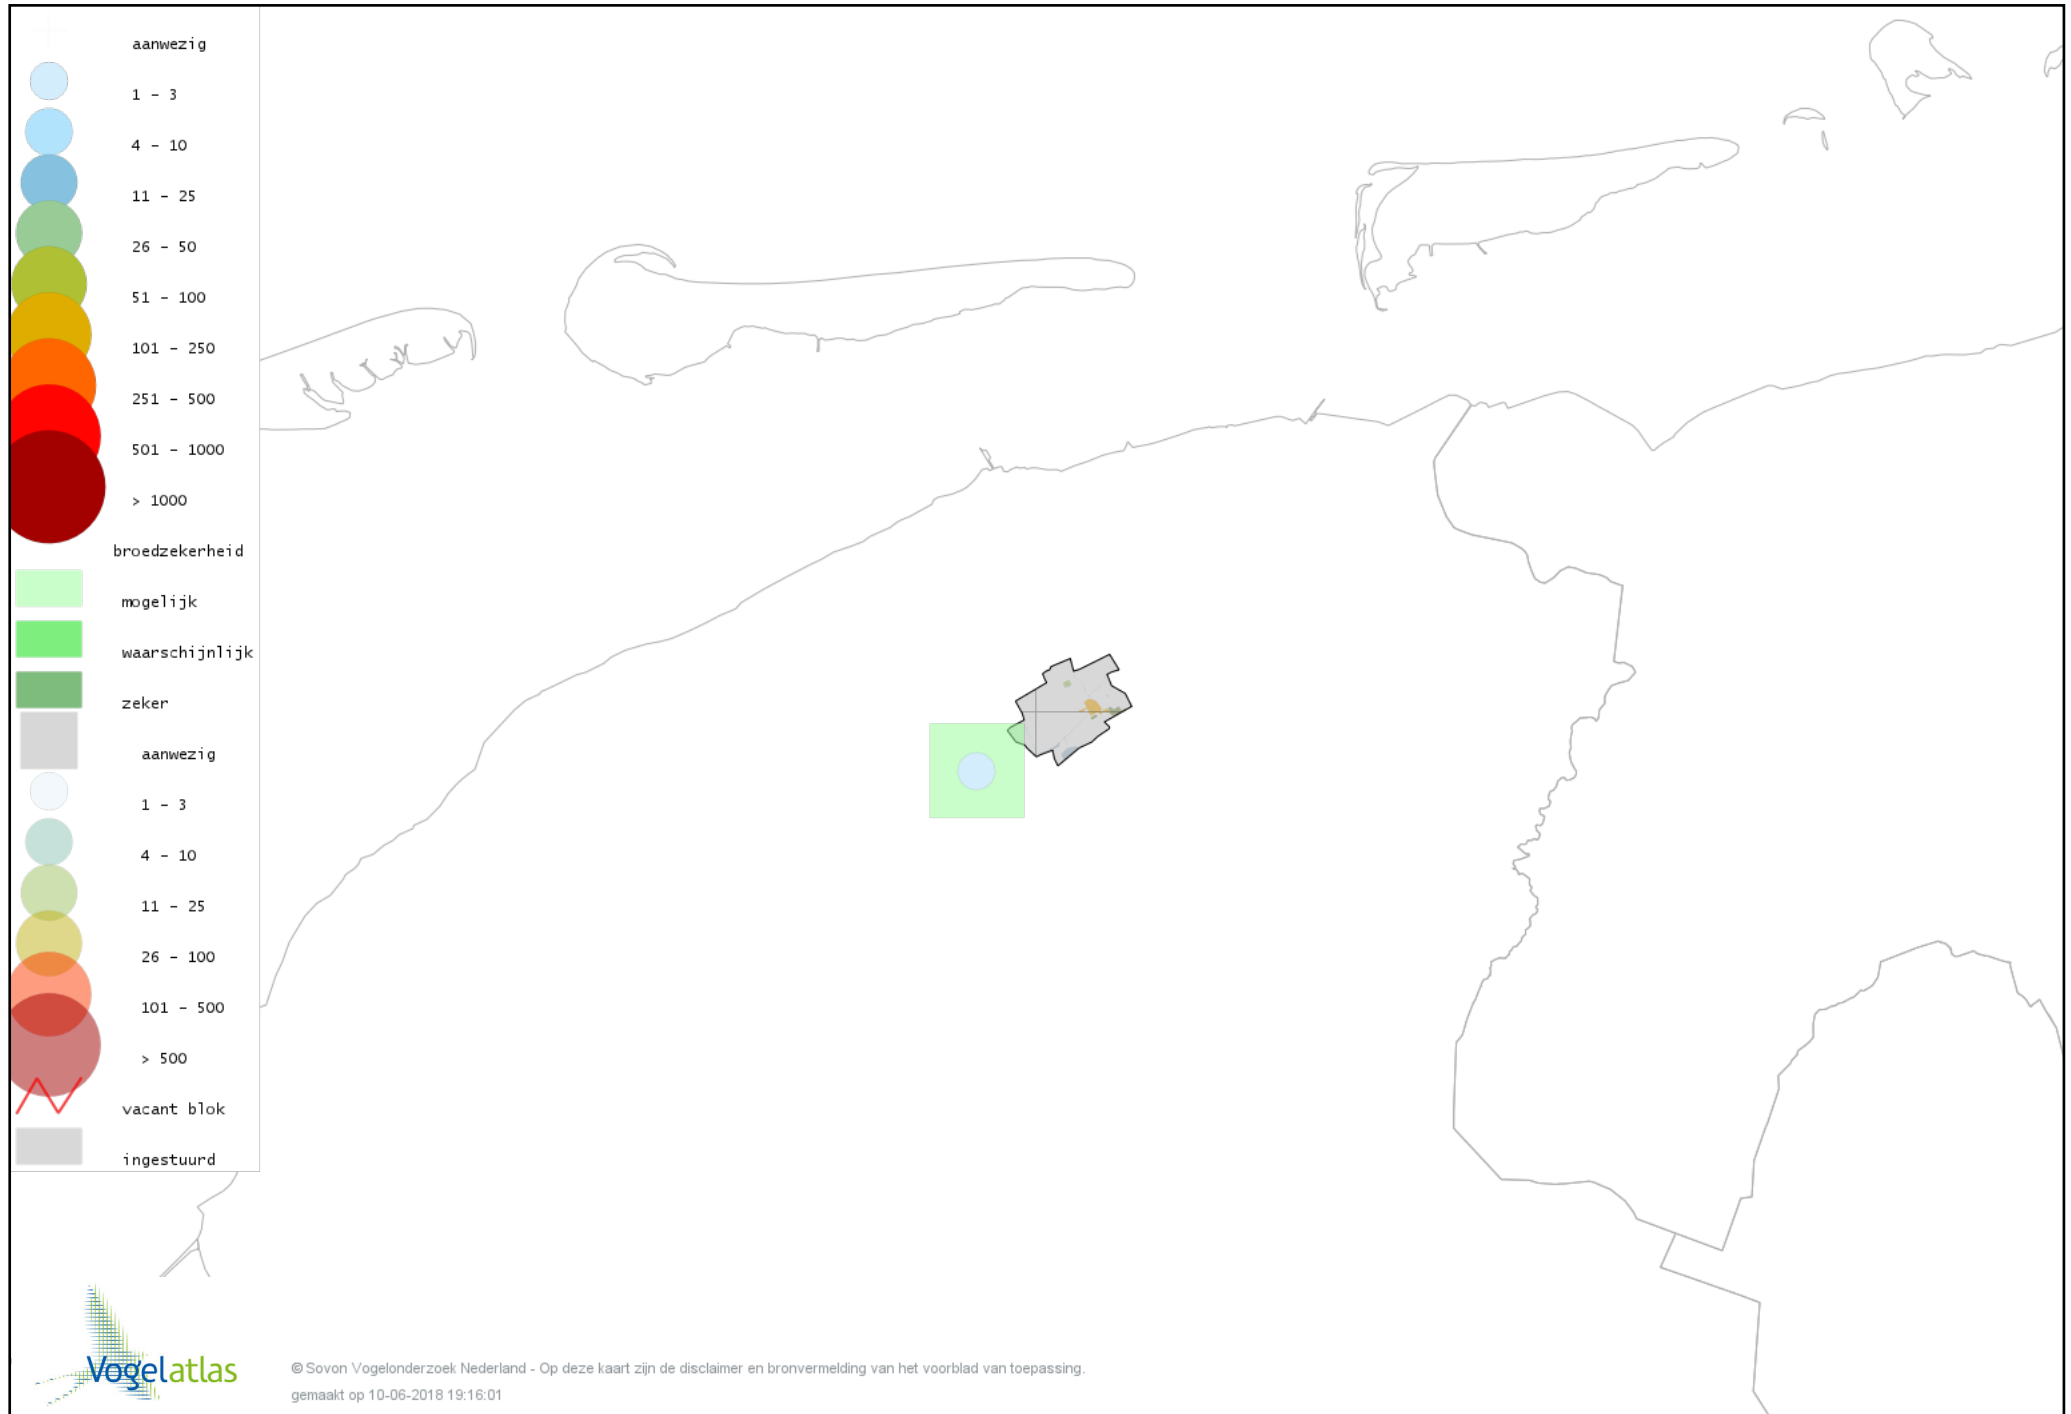 aanwezig
1 - 3
4 - 10
11 - 25
26 - 50
51 - 100
101 - 250
251 - 500
501 - 1000
> 1000
broedzekerheid
mogelijk
waarschijnlijk
zeker
aanwezig
1 - 3
4 - 10
11 - 25
26 - 100
101 - 500
> 500
vacant blok
ingestuurd
Vogelatlas
© Sovon Vogelonderzoek Nederland - Op deze kaart zijn de disclaimer en bronvermelding van het voorblad van toepassing.
gemaakt op 10-06-2018 19:16:01